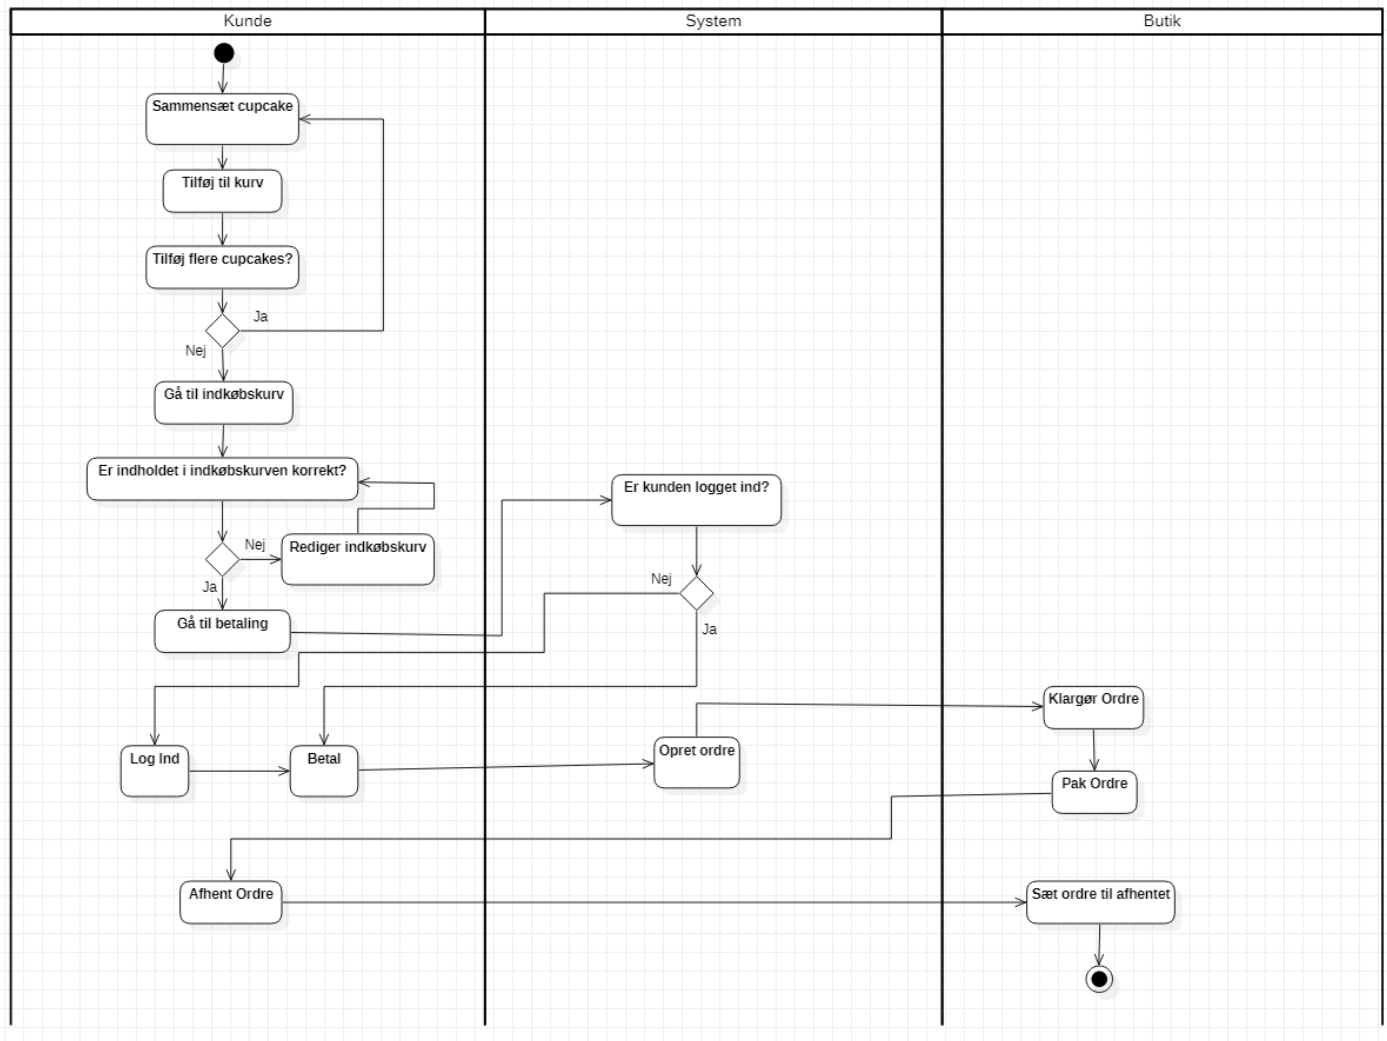 Kunde
System
Butik
Sammensæt cupcake
Tilføj til kurv
Tilføj flere cupcakes?
Ja
Nej
Gå til indkøbskurv
Er indholdet i indkøbskurven korrekt?
Nej
Rediger indkøbskurv
Ja
Gå til betaling
Er kunden logget ind?
Nej
Ja
Log Ind
Betal
Opret ordre
Klargør Ordre
Pak Ordre
Afhent Ordre
Sæt ordre til afhentet